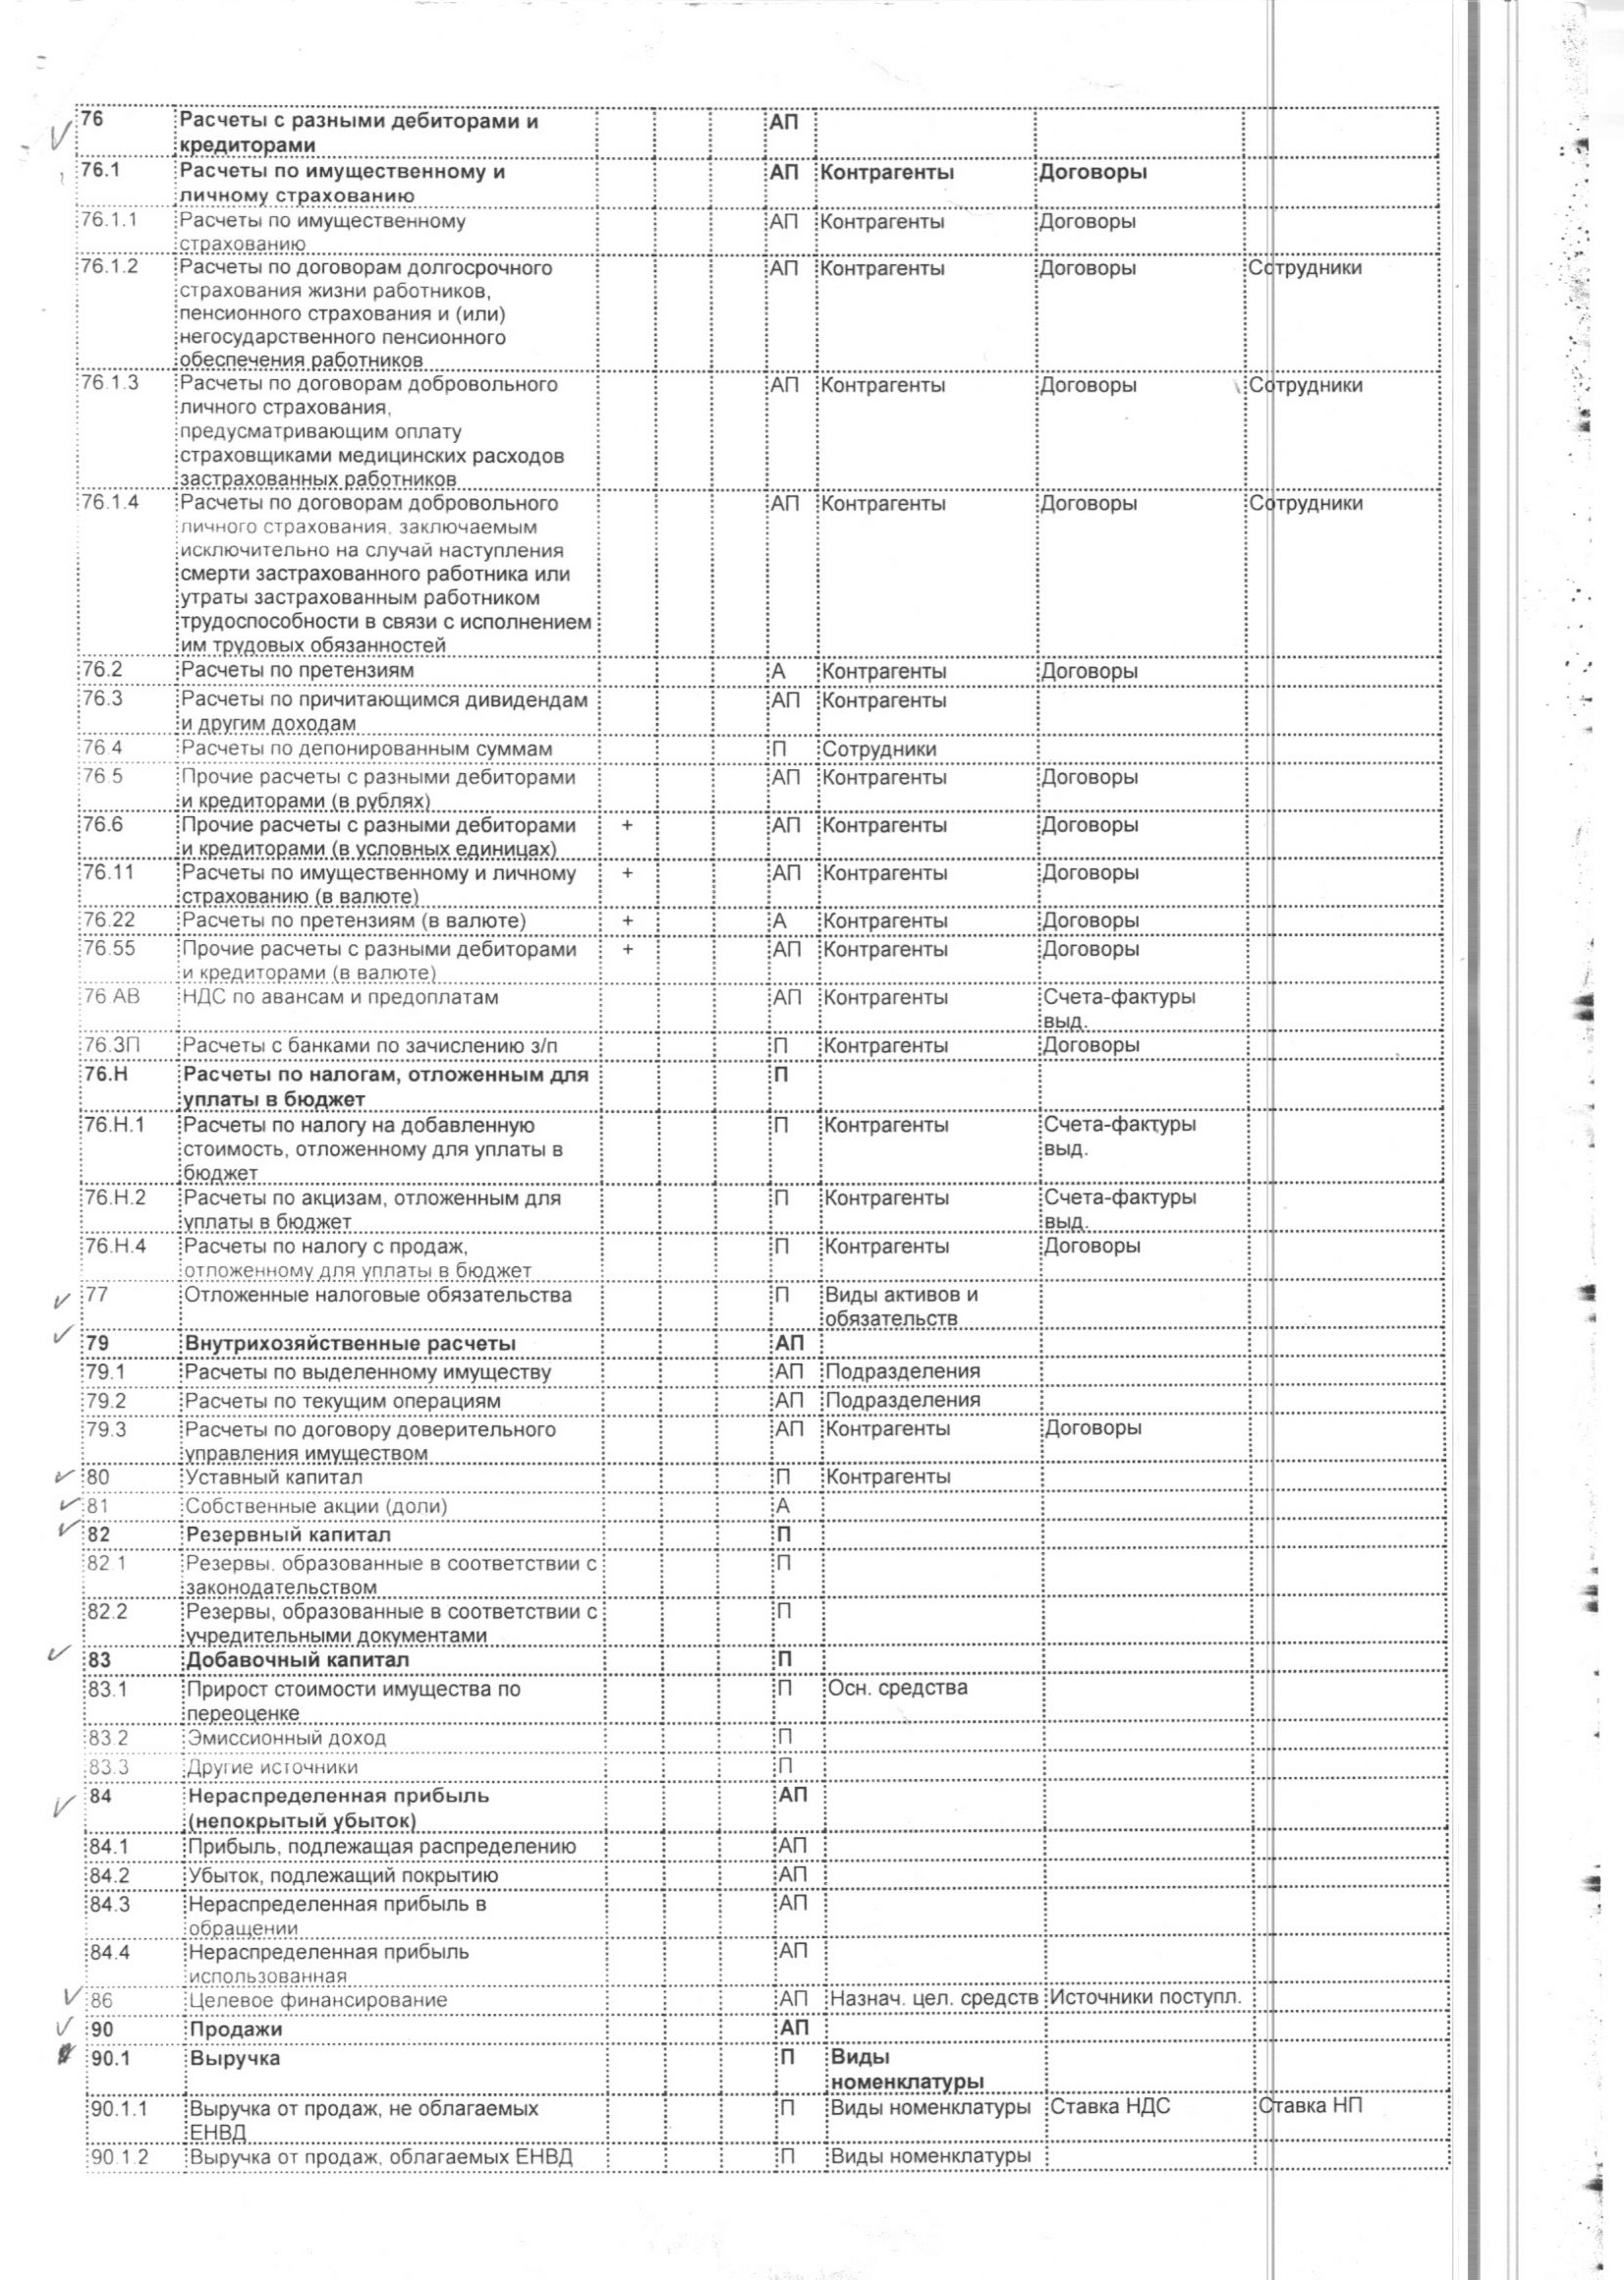 76 Расчеты с разными дебиторами и АП
кредиторами
76.1 Расчеты по имущественному и АП Контрагенты Договоры
личному страхованию
76.1.1 Расчеты по имущественному АП Контрагенты Договоры
страхованию
76.1.2 Расчеты по договорам долгосрочного АП Контрагенты Договоры Сотрудники
страхования жизни работников,
пенсионного страхования и (или)
негосударственного пенсионного
обеспечения работников
76.1.3 Расчеты по договорам добровольного АП Контрагенты Договоры Сотрудники
личного страхования,
предусматривающим оплату
страховщиками медицинских расходов
застрахованных работников
76.1.4 Расчеты по договорам добровольного АП Контрагенты Договоры Сотрудники
личного страхования, заключаемым
исключительно на случай наступления
смерти застрахованного работника или
утраты застрахованным работником
трудоспособности в связи с исполнением
им трудовых обязанностей
76.2 Расчеты по претензиям А Контрагенты Договоры
76.3 Расчеты по причитающимся дивидендам АП Контрагенты
и другим доходам
76.4 Расчеты по депонированным суммам П Сотрудники
76.5 Прочие расчеты с разными дебиторами АП Контрагенты Договоры
и кредиторами (в рублях)
76.6 Прочие расчеты с разными дебиторами + АП Контрагенты Договоры
и кредиторами (в условных единицах)
76.11 Расчеты по имущественному и личному + АП Контрагенты Договоры
страхованию (в валюте)
76.22 Расчеты по претензиям (в валюте) + А Контрагенты Договоры
76.55 Прочие расчеты с разными дебиторами + АП Контрагенты Договоры
и кредиторами (в валюте)
76 АВ НДС по авансам и предоплатам АП Контрагенты Счета-фактуры
выд.
76.ЗП Расчеты с банками по зачислению з/п П Контрагенты Договоры
76.Н Расчеты по налогам, отложенным для П
уплаты в бюджет
76.Н.1 Расчеты по налогу на добавленную П Контрагенты Счета-фактуры
стоимость, отложенному для уплаты в выд.
бюджет
76.Н.2 Расчеты по акцизам, отложенным для П Контрагенты Счета-фактуры
уплаты в бюджет выд.
76.Н.4 Расчеты по налогу с продаж, П Контрагенты Договоры
отложенному для уплаты в бюджет
77 Отложенные налоговые обязательства П Виды активов и
обязательств
79 Внутрихозяйственные расчеты АП
79.1 Расчеты по выделенному имуществу АП Подразделения
79.2 Расчеты по текущим операциям АП Подразделения
79.3 Расчеты по договору доверительного АП Контрагенты Договоры
управления имуществом
80 Уставный капитал П Контрагенты
81 Собственные акции (доли) А
82 Резервный капитал П
82.1 Резервы, образованные в соответствии с П
законодательством
82.2 Резервы, образованные в соответствии с П
учредительными документами
83 Добавочный капитал П
83.1 Прирост стоимости имущества по П Осн. средства
переоценке
83.2 Эмиссионный доход П
83.3 Другие источники П
84 Нераспределенная прибыль АП
(непокрытый убыток)
84.1 Прибыль, подлежащая распределению АП
84.2 Убыток, подлежащий покрытию АП
84.3 Нераспределенная прибыль в АП
обращении
84.4 Нераспределенная прибыль АП
использованная
86 Целевое финансирование АП Назнач. цел. средств Источники поступл.
90 Продажи АП
90.1 Выручка П Виды
номенклатуры
90.1.1 Выручка от продаж, не облагаемых П Виды номенклатуры Ставка НДС Ставка НП
ЕНВД
90.1.2 Выручка от продаж, облагаемых ЕНВД П Виды номенклатуры